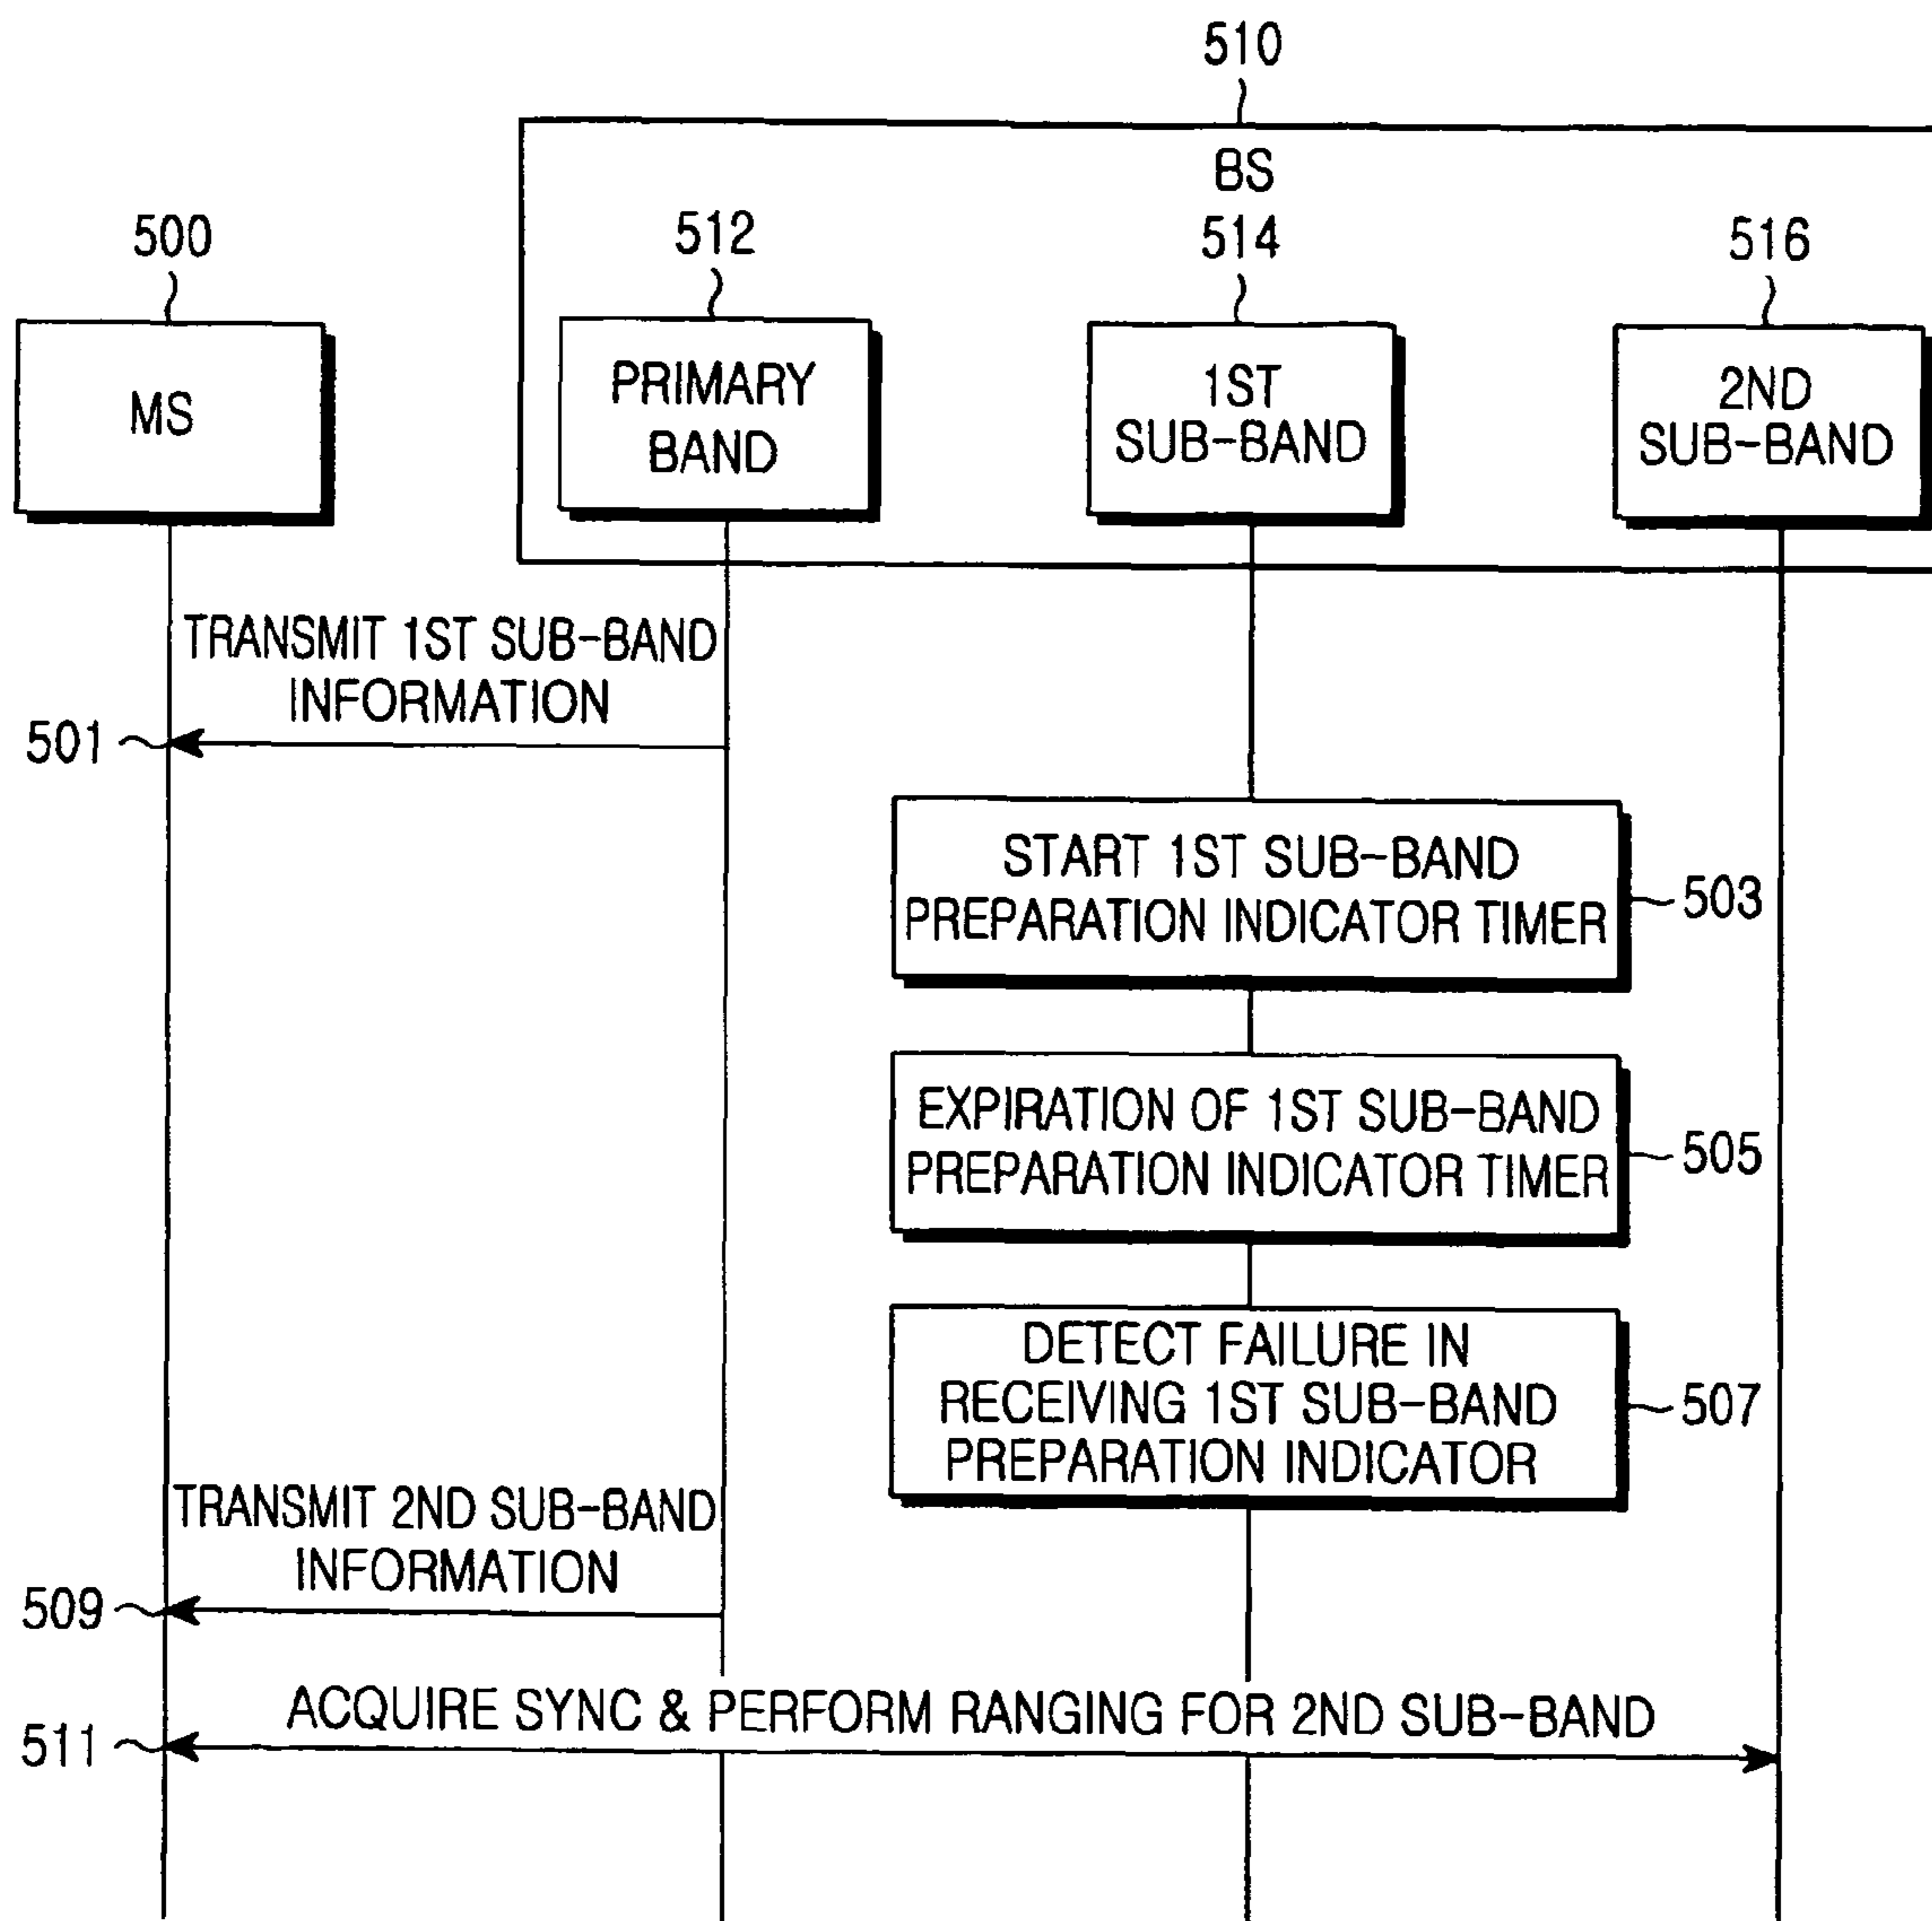 510
BS
500
512
514
516
MS
PRIMARY
BAND
1ST
SUB-BAND
2ND
SUB-BAND
TRANSMIT 1ST SUB-BAND
INFORMATION
501
START 1ST SUB-BAND
PREPARATION INDICATOR TIMER
503
EXPIRATION OF 1ST SUB-BAND
PREPARATION INDICATOR TIMER
505
DETECT FAILURE IN
RECEIVING 1ST SUB-BAND
PREPARATION INDICATOR
507
TRANSMIT 2ND SUB-BAND
INFORMATION
509
ACQUIRE SYNC & PERFORM RANGING FOR 2ND SUB-BAND
511